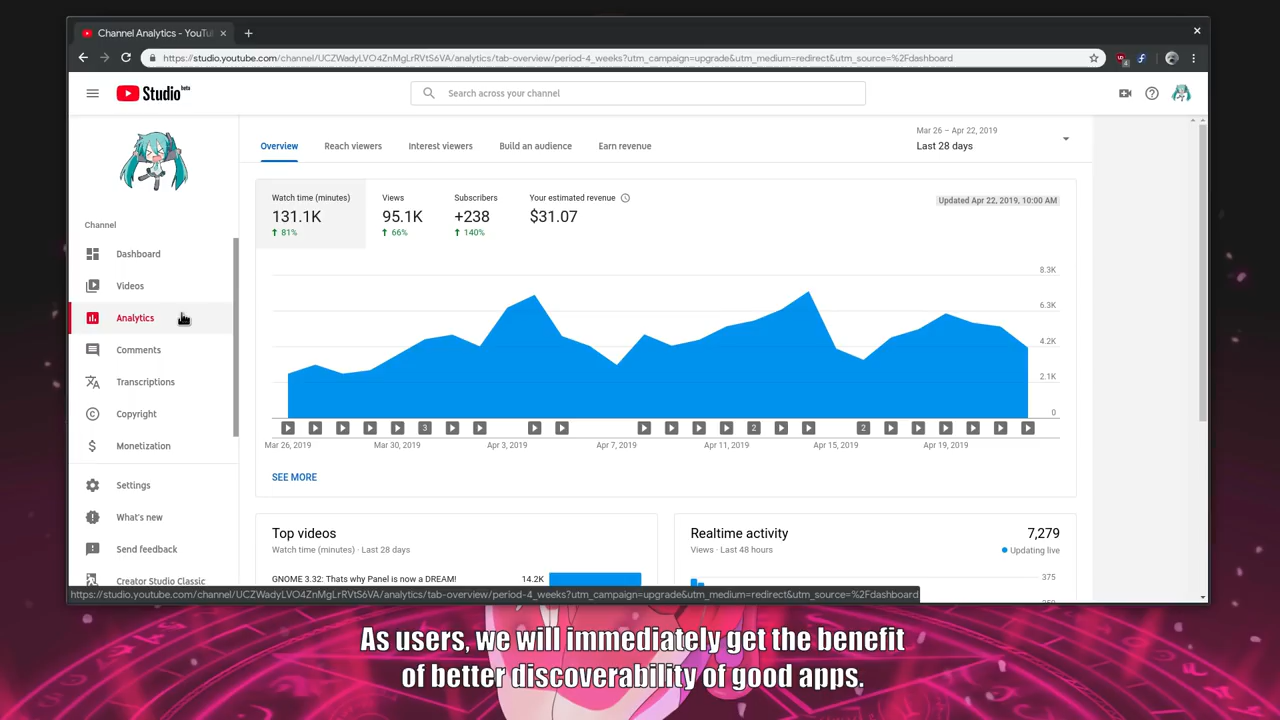 Channel Analytics - YouTu
https://studio.youtube.com/channel/UCZWadyLVO4ZnMgLrRVtS6VA/analytics/tab-overview/period-4_weeks?utm_campaign=upgrade&utm_medium=redirect&utm_source=%2Fdashboard
Studio beta
Search across your channel
Overview
Reach viewers
Interest viewers
Build an audience
Earn revenue
Mar 26 – Apr 22, 2019
Last 28 days
Channel
Dashboard
Videos
Analytics
Comments
Transcriptions
Copyright
Monetization
Settings
What's new
Send feedback
Creator Studio Classic
Watch time (minutes)
131.1K
81%
Views
95.1K
66%
Subscribers
+238
140%
Your estimated revenue
$31.07
Updated Apr 22, 2019, 10:00 AM
8.3K
6.3K
4.2K
2.1K
0
3
2
2
Mar 26, 2019
Mar 30, 2019
Apr 3, 2019
Apr 7, 2019
Apr 11, 2019
Apr 15, 2019
Apr 19, 2019
SEE MORE
Top videos
Watch time (minutes) · Last 28 days
GNOME 3.32: Thats why Panel is now a DREAM!
14.2K
Realtime activity
Views · Last 48 hours
7,279
Updating live
375
https://studio.youtube.com/channel/UCZWadyLVO4ZnMgLrRVtS6VA/analytics/tab-overview/period-4_weeks?utm_campaign=upgrade&utm_medium=redirect&utm_source=%2Fdashboard
As users, we will immediately get the benefit
of better discoverability of good apps.